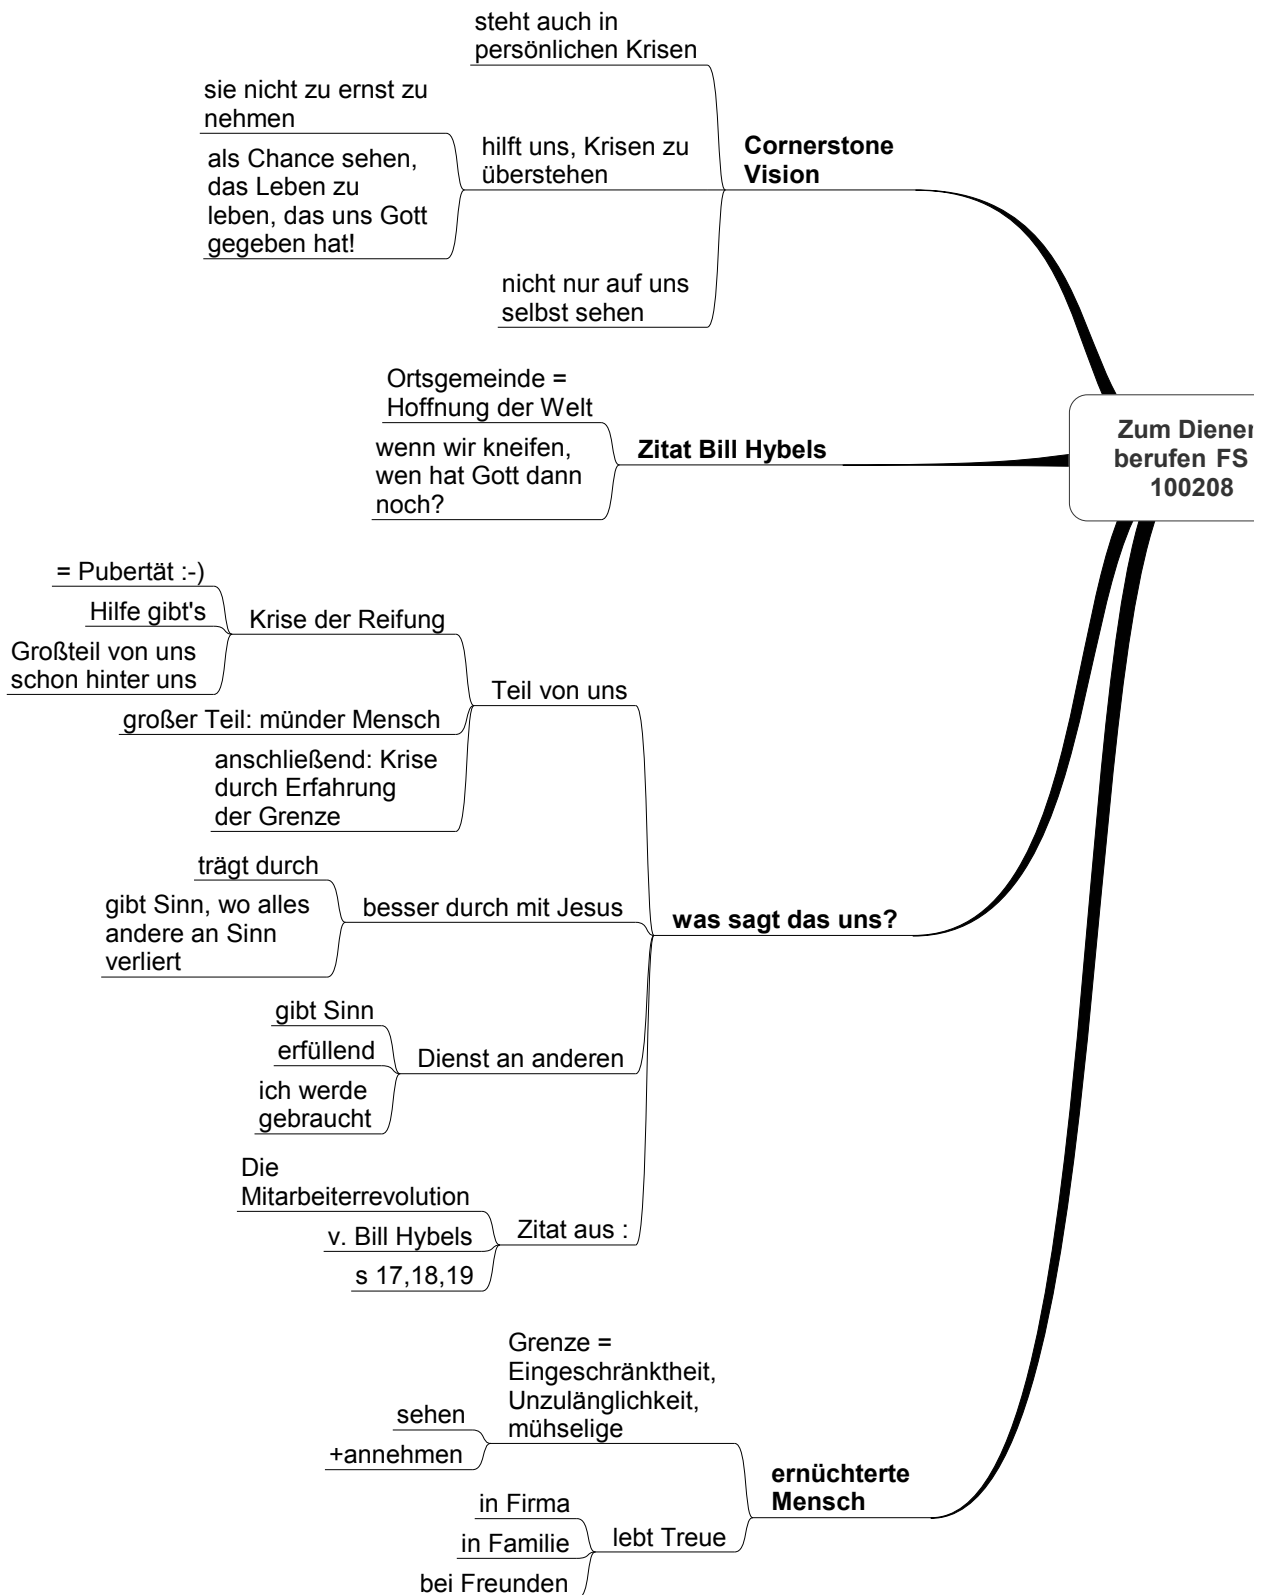 steht auch in
persönlichen Krisen
sie nicht zu ernst zu
nehmen
als Chance sehen,
das Leben zu
leben, das uns Gott
gegeben hat!
hilft uns, Krisen zu
überstehen
nicht nur auf uns
selbst sehen
Cornerstone
Vision
Ortsgemeinde =
Hoffnung der Welt
wenn wir kneifen,
wen hat Gott dann
noch?
Zitat Bill Hybels
Zum Diener
berufen FS
100208
= Pubertät :-)
Hilfe gibt's
Großteil von uns
schon hinter uns
Krise der Reifung
großer Teil: münder Mensch
anschließend: Krise
durch Erfahrung
der Grenze
Teil von uns
trägt durch
gibt Sinn, wo alles
andere an Sinn
verliert
besser durch mit Jesus
gibt Sinn
erfüllend
ich werde
gebraucht
Dienst an anderen
Die
Mitarbeiterrevolution
v. Bill Hybels
s 17,18,19
Zitat aus :
was sagt das uns?
Grenze =
Eingeschränktheit,
Unzulänglichkeit,
mühselige
sehen
+annehmen
in Firma
in Familie
bei Freunden
lebt Treue
ernüchterte
Mensch